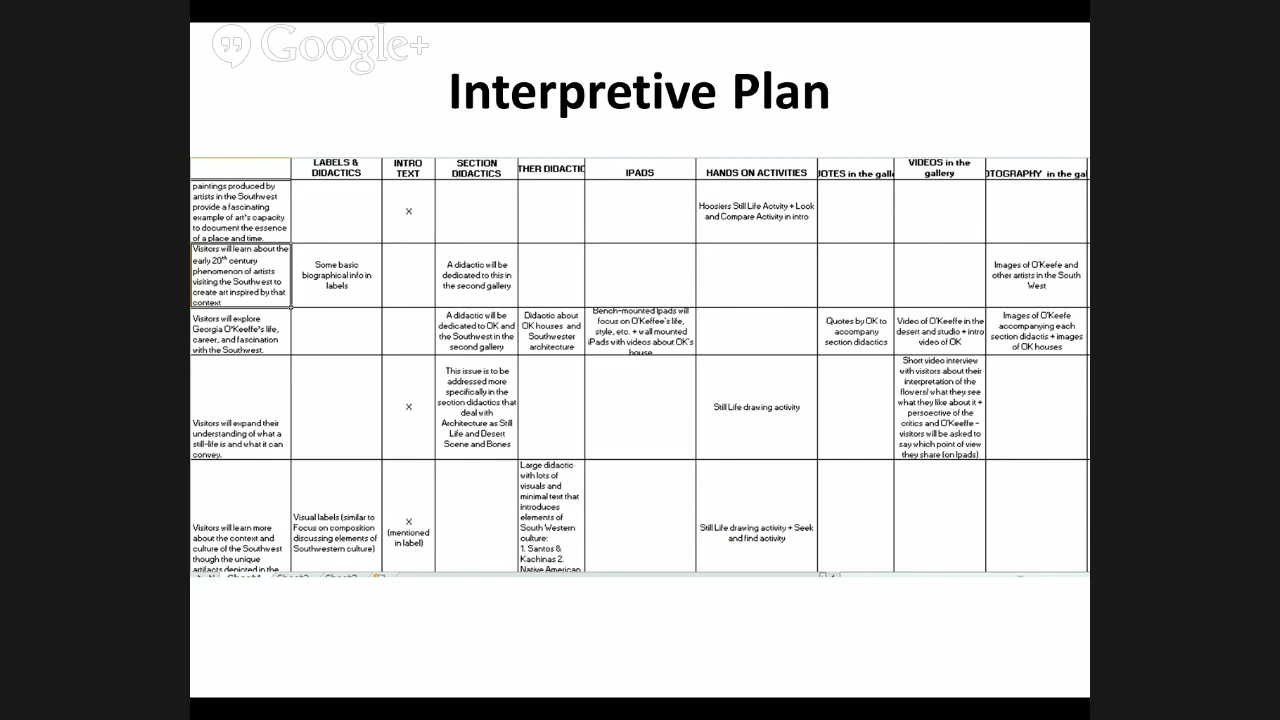 Google+
Interpretive Plan
LABELS &
DIDACTICS
INTRO
TEXT
SECTION
DIDACTICS
THER DIDACTIC
IPADS
HANDS ON ACTIVITIES
JOTES in the galle
VIDEOS in the
gallery
OTOGRAPHY in the gal
paintings produced by
artists in the Southwest
provide a fascinating
example of art's capacity
to document the essence
of a place and time.
X
Hoosiers Still Life Actvity + Look
and Compare Activity in intro
Visitors will learn about the
early 20th century
phenomenon of artists
visiting the Southwest to
create art inspired by that
context
Some basic
biographical info in
labels
A didactic will be
dedicated to this in
the second gallery
Images of O'Keefe and
other artists in the South
West
Visitors will explore
Georgia O'Keeffe's life,
career, and fascination
with the Southwest.
A didactic will be
dedicated to OK and
the Southwest in the
second gallery
Didactic about
OK houses and
Southwester
architecture
Bench-mounted Ipads will
focus on O'Keffee's life,
style, etc. + wall mounted
iPads with videos about OK's
house
Quotes by OK to
accompany
section didactics
Video of O'Keeffe in the
desert and studio + intro
video of OK
Images of O'Keefe
accompanying each
section didactis + images
of OK houses
Visitors will expand their
understanding of what a
still-life is and what it can
convey.
X
This issue is to be
addressed more
specifically in the
section didactics that
deal with
Architecture as Still
Life and Desert
Scene and Bones
Still Life drawing activity
Short video interview
with visitors about their
interpretation of the
flowers/ what they see
what they like about it +
persoective of the
critics and O'Keeffe -
visitors will be asked to
say which point of view
they share (on Ipads)
Visitors will learn more
about the context and
culture of the Southwest
though the unique
artifacts depicted in the
Visual labels (similar to
Focus on composition
discussing elements of
Southwestern culture)
X
(mentioned
in label)
Large didactic
with lots of
visuals and
minimal text that
introduces
elements of
South Western
culture:
1. Santos &
Kachinas 2.
Native American
Still Life drawing activity + Seek
and find activity
Sheet1 Sheet2 Sheet3